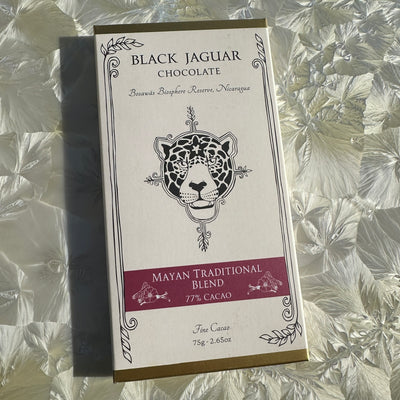 BLACK JAGUAR
CHOCOLATE
Bosawás Biosphere Reserve, Nicaragua
MAYAN TRADITIONAL
BLEND
77% CACAO
Fine Cacao
75g - 2.65oz